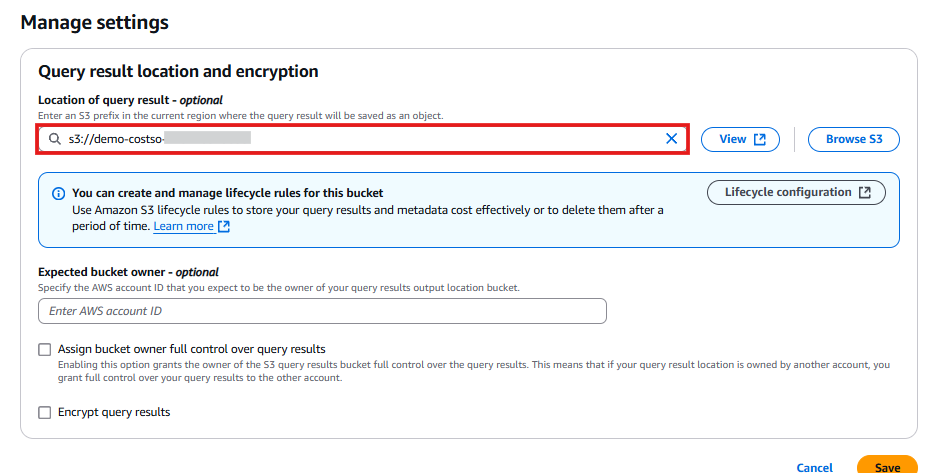 Manage settings
Query result location and encryption
Location of query result - optional
Enter an S3 prefix in the current region where the query result will be saved as an object.
s3://demo-costso-
View
Browse S3
You can create and manage lifecycle rules for this bucket
Lifecycle configuration
Use Amazon S3 lifecycle rules to store your query results and metadata cost effectively or to delete them after a
period of time. Learn more
Expected bucket owner - optional
Specify the AWS account ID that you expect to be the owner of your query results output location bucket.
Enter AWS account ID
Assign bucket owner full control over query results
Enabling this option grants the owner of the S3 query results bucket full control over the query results. This means that if your query result location is owned by another account, you
grant full control over your query results to the other account.
Encrypt query results
Cancel
Save